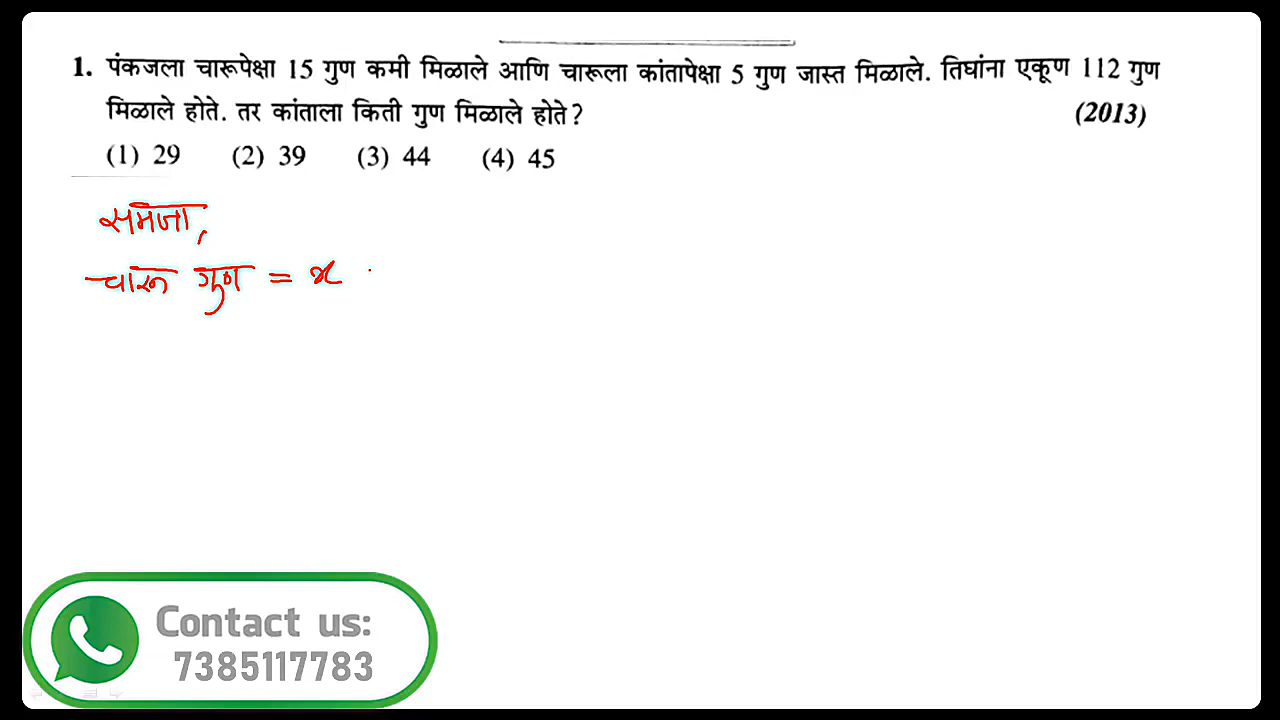 1. पंकजला चारूपेक्षा 15 गुण कमी मिळाले आणि चारूला कांतापेक्षा 5 गुण जास्त मिळाले. तिघांना एकूण 112 गुण
मिळाले होते. तर कांताला किती गुण मिळाले होते? (2013)
(1) 29 (2) 39 (3) 44 (4) 45
समजा,
चारू गुण = x
Contact us:
7385117783